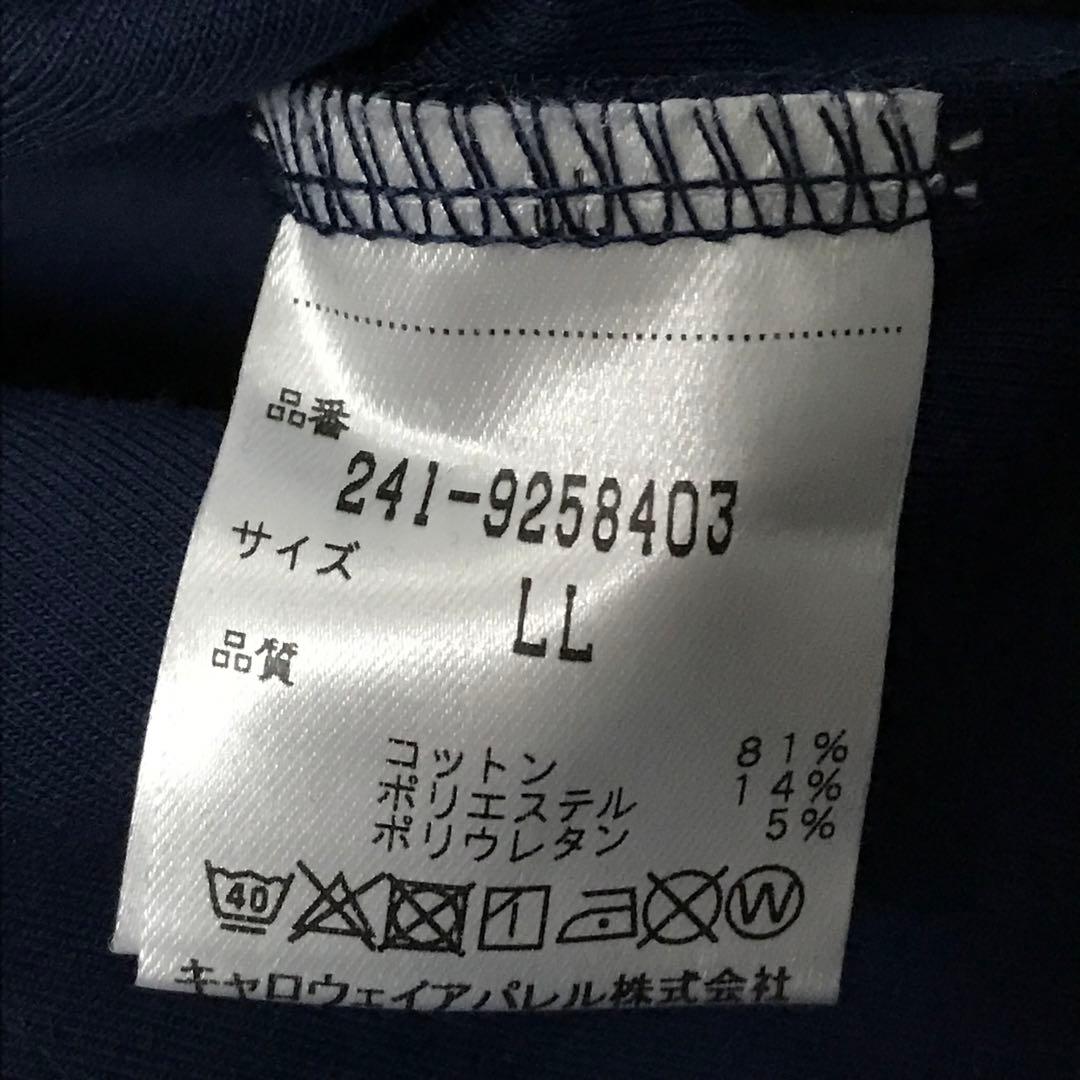 品番
241-9258403
サイズ
LL
品質
コットン 81%
ポリエステル 14%
ポリウレタン 5%
40
W
キャロウェイアパレル株式会社